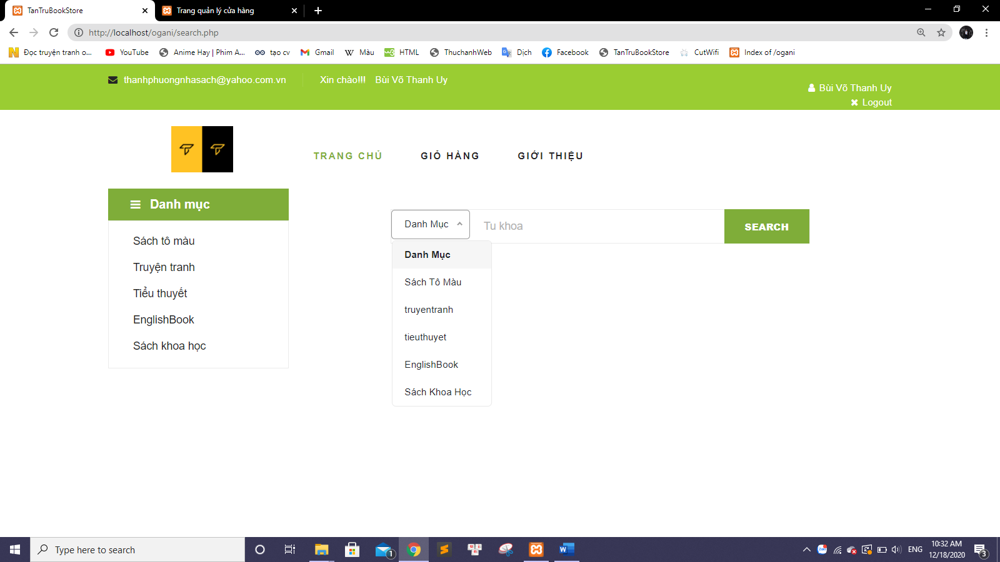 TanTruBookStore
Trang quản lý cửa hàng
http://localhost/ogani/search.php
Đọc truyện tranh o...
YouTube
Anime Hay | Phim A...
tạo cv
Gmail
Màu
HTML
ThuchanhWeb
Dịch
Facebook
TanTruBookStore
CutWifi
Index of /ogani
thanhphuongnhasach@yahoo.com.vn
Xin chào!!! Bùi Võ Thanh Uy
Bùi Võ Thanh Uy
Logout
TRANG CHỦ
GIỎ HÀNG
GIỚI THIỆU
Danh mục
Sách tô màu
Truyện tranh
Tiểu thuyết
EnglishBook
Sách khoa học
Danh Mục
Tu khoa
SEARCH
Danh Mục
Sách Tô Màu
truyentranh
tieuthuyet
EnglishBook
Sách Khoa Học
Type here to search
1
ENG
10:32 AM
12/18/2020
3